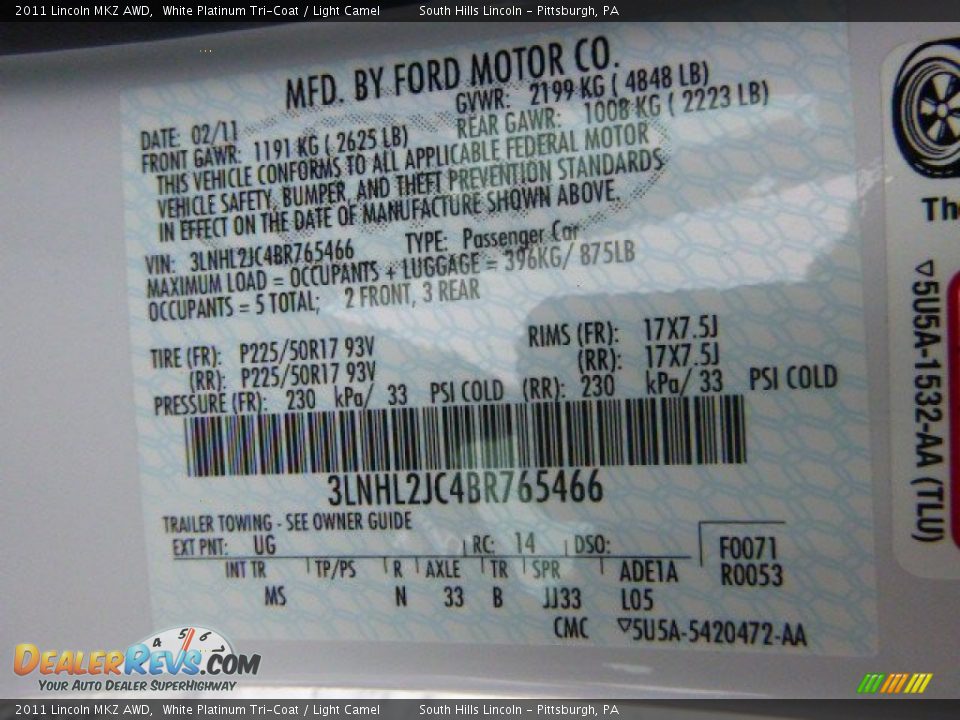 2011 Lincoln MKZ AWD,  White Platinum Tri-Coat / Light Camel  South Hills Lincoln - Pittsburgh, PA
MFD. BY FORD MOTOR CO.
DATE: 02/11  GVWR: 2199 KG ( 4848 LB)
FRONT GAWR: 1191 KG ( 2625 LB)  REAR GAWR: 1008 KG ( 2223 LB)
THIS VEHICLE CONFORMS TO ALL APPLICABLE FEDERAL MOTOR
VEHICLE SAFETY, BUMPER, AND THEFT PREVENTION STANDARDS
IN EFFECT ON THE DATE OF MANUFACTURE SHOWN ABOVE.
VIN: 3LNHL2JC4BR765466  TYPE: Passenger Car
MAXIMUM LOAD = OCCUPANTS + LUGGAGE = 396KG/ 875LB
OCCUPANTS = 5 TOTAL; 2 FRONT, 3 REAR
TIRE (FR): P225/50R17 93V  RIMS (FR): 17X7.5J
(RR): P225/50R17 93V  (RR): 17X7.5J
PRESSURE (FR): 230 kPa/ 33 PSI COLD (RR): 230 kPa/ 33 PSI COLD
3LNHL2JC4BR765466
TRAILER TOWING - SEE OWNER GUIDE
EXT PNT: UG  RC: 14  DSO:  F0071
INT TR  TP/PS  R  AXLE  TR  SPR  ADE1A  R0053
MS  N  33  B  JJ33  L05
CMC  ▽5U5A-5420472-AA
The
▽5U5A-1532-AA (TLU)
4 5 6
DEALERREVS.COM
YOUR AUTO DEALER SUPERHIGHWAY
2011 Lincoln MKZ AWD,  White Platinum Tri-Coat / Light Camel  South Hills Lincoln - Pittsburgh, PA